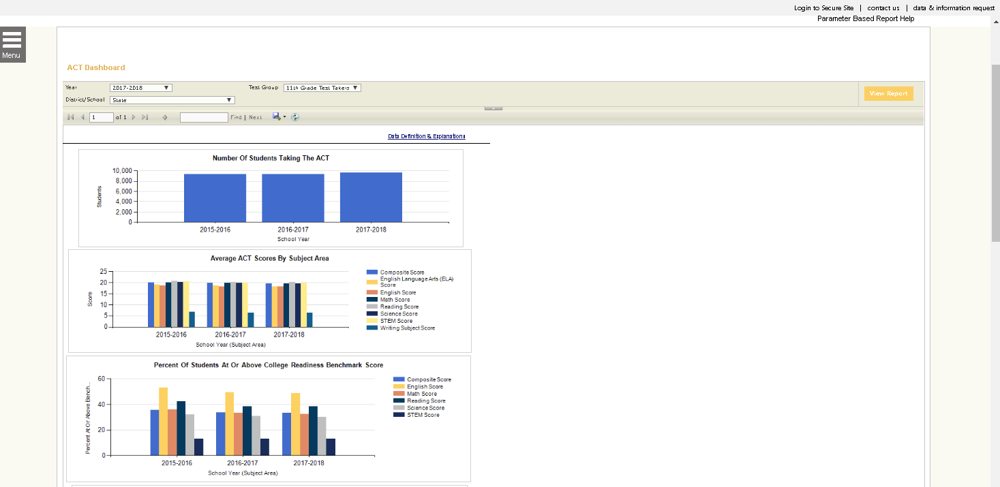 Login to Secure Site | contact us | data & information request
Parameter Based Report Help
Menu
ACT Dashboard
Year 2017-2018 Test Group 11th Grade Test Takers
District/School State
View Report
1 of 1 Find | Next
Data Definition & Explanations
Number Of Students Taking The ACT
10,000
8,000
6,000
4,000
2,000
0
Students
2015-2016 2016-2017 2017-2018
School Year
Average ACT Scores By Subject Area
25
20
15
10
5
0
Score
2015-2016 2016-2017 2017-2018
School Year (Subject Area)
Composite Score
English Language Arts (ELA)
Score
English Score
Math Score
Reading Score
Science Score
STEM Score
Writing Subject Score
Percent Of Students At Or Above College Readiness Benchmark Score
60
40
20
0
Percent At Or Above Bench...
2015-2016 2016-2017 2017-2018
School Year (Subject Area)
Composite Score
English Score
Math Score
Reading Score
Science Score
STEM Score